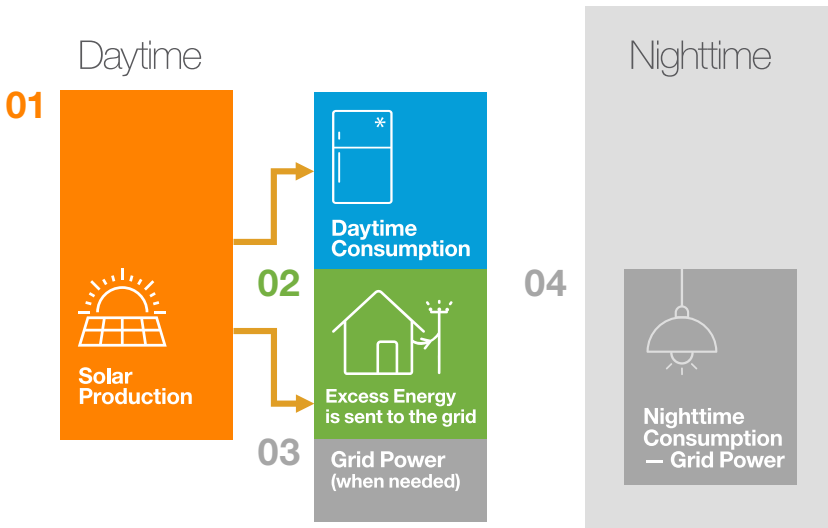 Daytime
Nighttime
01
Solar
Production
Daytime
Consumption
02
Excess Energy
is sent to the grid
03
Grid Power
(when needed)
04
Nighttime
Consumption
— Grid Power